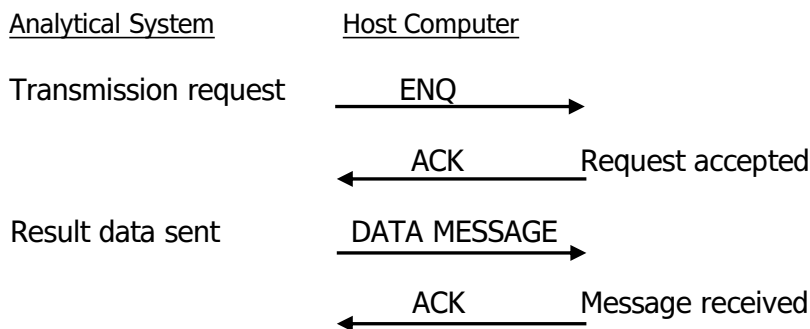 Analytical System Host Computer
Transmission request ENQ
ACK Request accepted
Result data sent DATA MESSAGE
ACK Message received